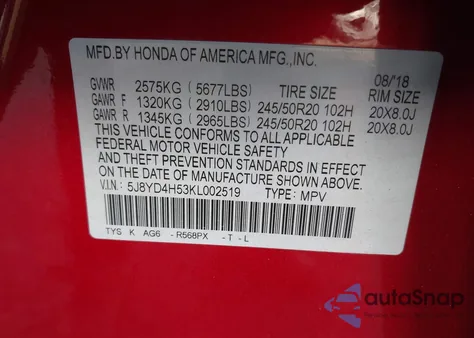 MFD.BY HONDA OF AMERICA MFG.,INC.
08/'18
GVWR 2575KG (5677LBS) TIRE SIZE RIM SIZE
GAWR F 1320KG (2910LBS) 245/50R20 102H 20X8.0J
GAWR R 1345KG (2965LBS) 245/50R20 102H 20X8.0J
THIS VEHICLE CONFORMS TO ALL APPLICABLE
FEDERAL MOTOR VEHICLE SAFETY
AND THEFT PREVENTION STANDARDS IN EFFECT
ON THE DATE OF MANUFACTURE SHOWN ABOVE.
V.I.N.: 5J8YD4H53KL002519 TYPE: MPV
TYS K AG6 -R568PX -T -L
autoSnap